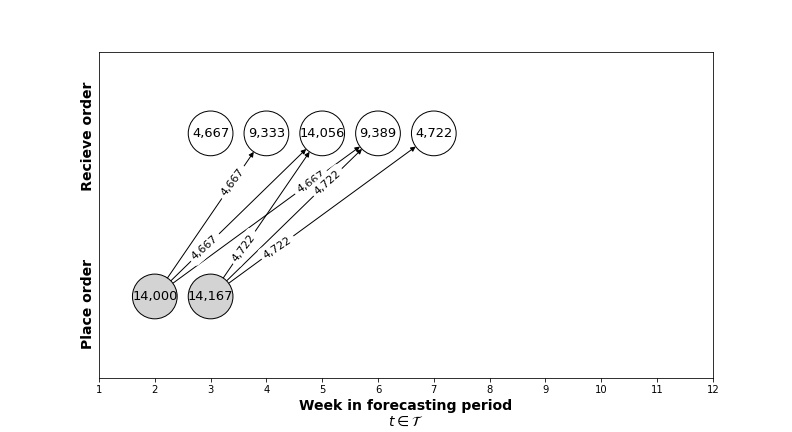 Recieve order
4,667 9,333 14,056 9,389 4,722
4,667 4,667 4,722
4,667 4,722 4,722
Place order
14,000 14,167
1 2 3 4 5 6 7 8 9 10 11 12
Week in forecasting period
t ∈ 𝒯